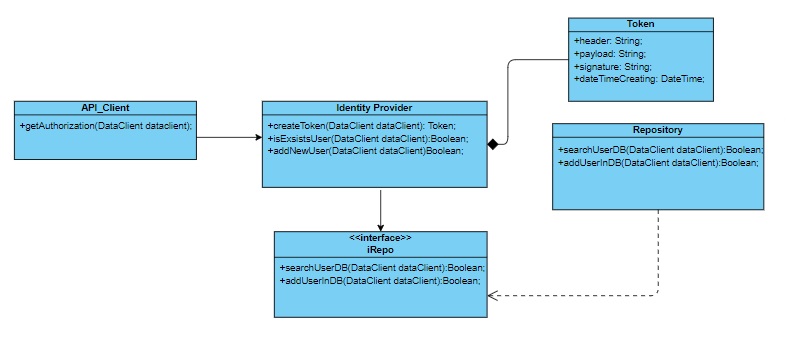 Token
+header: String;
+payload: String;
+signature: String;
+dateTimeCreating: DateTime;
API_Client
+getAuthorization(DataClient dataclient);
Identity Provider
+createToken(DataClient dataClient): Token;
+isExsistsUser(DataClient dataClient):Boolean;
+addNewUser(DataClient dataClient)Boolean;
Repository
+searchUserDB(DataClient dataClient):Boolean;
+addUserInDB(DataClient dataClient):Boolean;
<<interface>>
iRepo
+searchUserDB(DataClient dataClient):Boolean;
+addUserInDB(DataClient dataClient):Boolean;